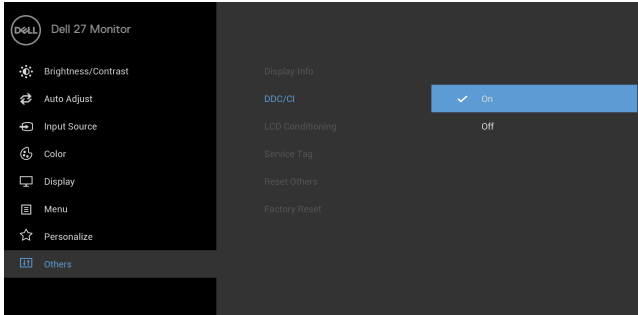 DELL
Dell 27 Monitor
Brightness/Contrast
Auto Adjust
Input Source
Color
Display
Menu
Personalize
Others
Display Info
DDC/CI
LCD Conditioning
Service Tag
Reset Others
Factory Reset
On
Off